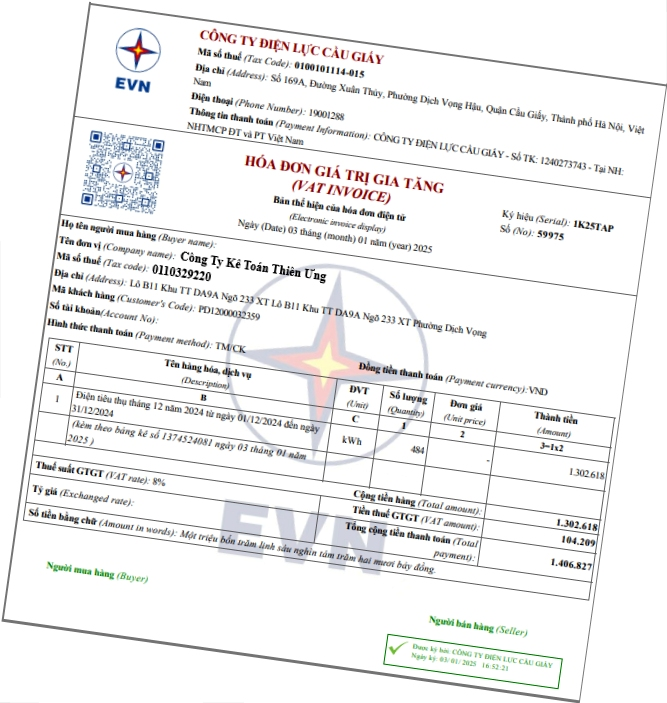 EVN
CÔNG TY ĐIỆN LỰC CẦU GIẤY
Mã số thuế (Tax Code): 0100101114-015
Địa chỉ (Address): Số 169A, Đường Xuân Thủy, Phường Dịch Vọng Hậu, Quận Cầu Giấy, Thành phố Hà Nội, Việt
Nam
Điện thoại (Phone Number): 19001288
Thông tin thanh toán (Payment Information): CÔNG TY ĐIỆN LỰC CẦU GIẤY - Số TK: 1240273743 - Tại NH:
NHTMCP ĐT và PT Việt Nam
HÓA ĐƠN GIÁ TRỊ GIA TĂNG
(VAT INVOICE)
Bản thể hiện của hóa đơn điện tử
(Electronic invoice display)
Ngày (Date) 03 tháng (month) 01 năm (year) 2025
Ký hiệu (Serial): 1K25TAP
Số (No): 59975
Họ tên người mua hàng (Buyer name):
Tên đơn vị (Company name): Công Ty Kế Toán Thiên Ưng
Mã số thuế (Tax code): 0110329220
Địa chỉ (Address): Lô B11 Khu TT DA9A Ngõ 233 XT Lô B11 Khu TT DA9A Ngõ 233 XT Phường Dịch Vọng
Mã khách hàng (Customer's Code): PD12000032359
Số tài khoản(Account No):
Hình thức thanh toán (Payment method): TM/CK
Đồng tiền thanh toán (Payment currency):VND
STT
(No.)
Tên hàng hóa, dịch vụ
(Description)
ĐVT
(Unit)
Số lượng
(Quantity)
Đơn giá
(Unit price)
Thành tiền
(Amount)
A
B
C
1
2
3=1x2
1
Điện tiêu thụ tháng 12 năm 2024 từ ngày 01/12/2024 đến ngày
31/12/2024
(kèm theo bảng kê số 1374524081 ngày 03 tháng 01 năm
2025 )
kWh
484
-
1.302.618
Cộng tiền hàng (Total amount):
1.302.618
Thuế suất GTGT (VAT rate): 8%
Tiền thuế GTGT (VAT amount):
104.209
Tỷ giá (Exchanged rate):
Tổng cộng tiền thanh toán (Total
payment):
1.406.827
Số tiền bằng chữ (Amount in words): Một triệu bốn trăm linh sáu nghìn tám trăm hai mươi bảy đồng.
EVN
Người mua hàng (Buyer)
Người bán hàng (Seller)
Được ký bởi: CÔNG TY ĐIỆN LỰC CẦU GIẤY
Ngày ký: 03/01/2025 16:52:21